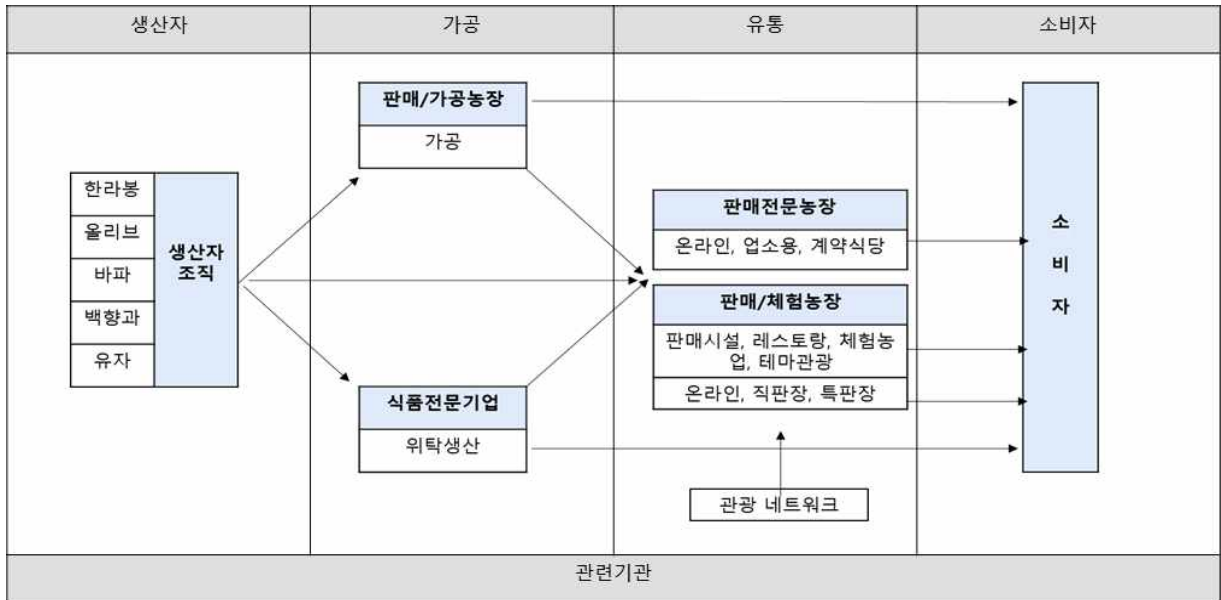 생산자
가공
유통
소비자
한라봉
올리브
바파
백향과
유자
생산자
조직
판매/가공농장
가공
식품전문기업
위탁생산
판매전문농장
온라인, 업소용, 계약식당
판매/체험농장
판매시설, 레스토랑, 체험농
업, 테마관광
온라인, 직판장, 특판장
관광 네트워크
소
비
자
관련기관